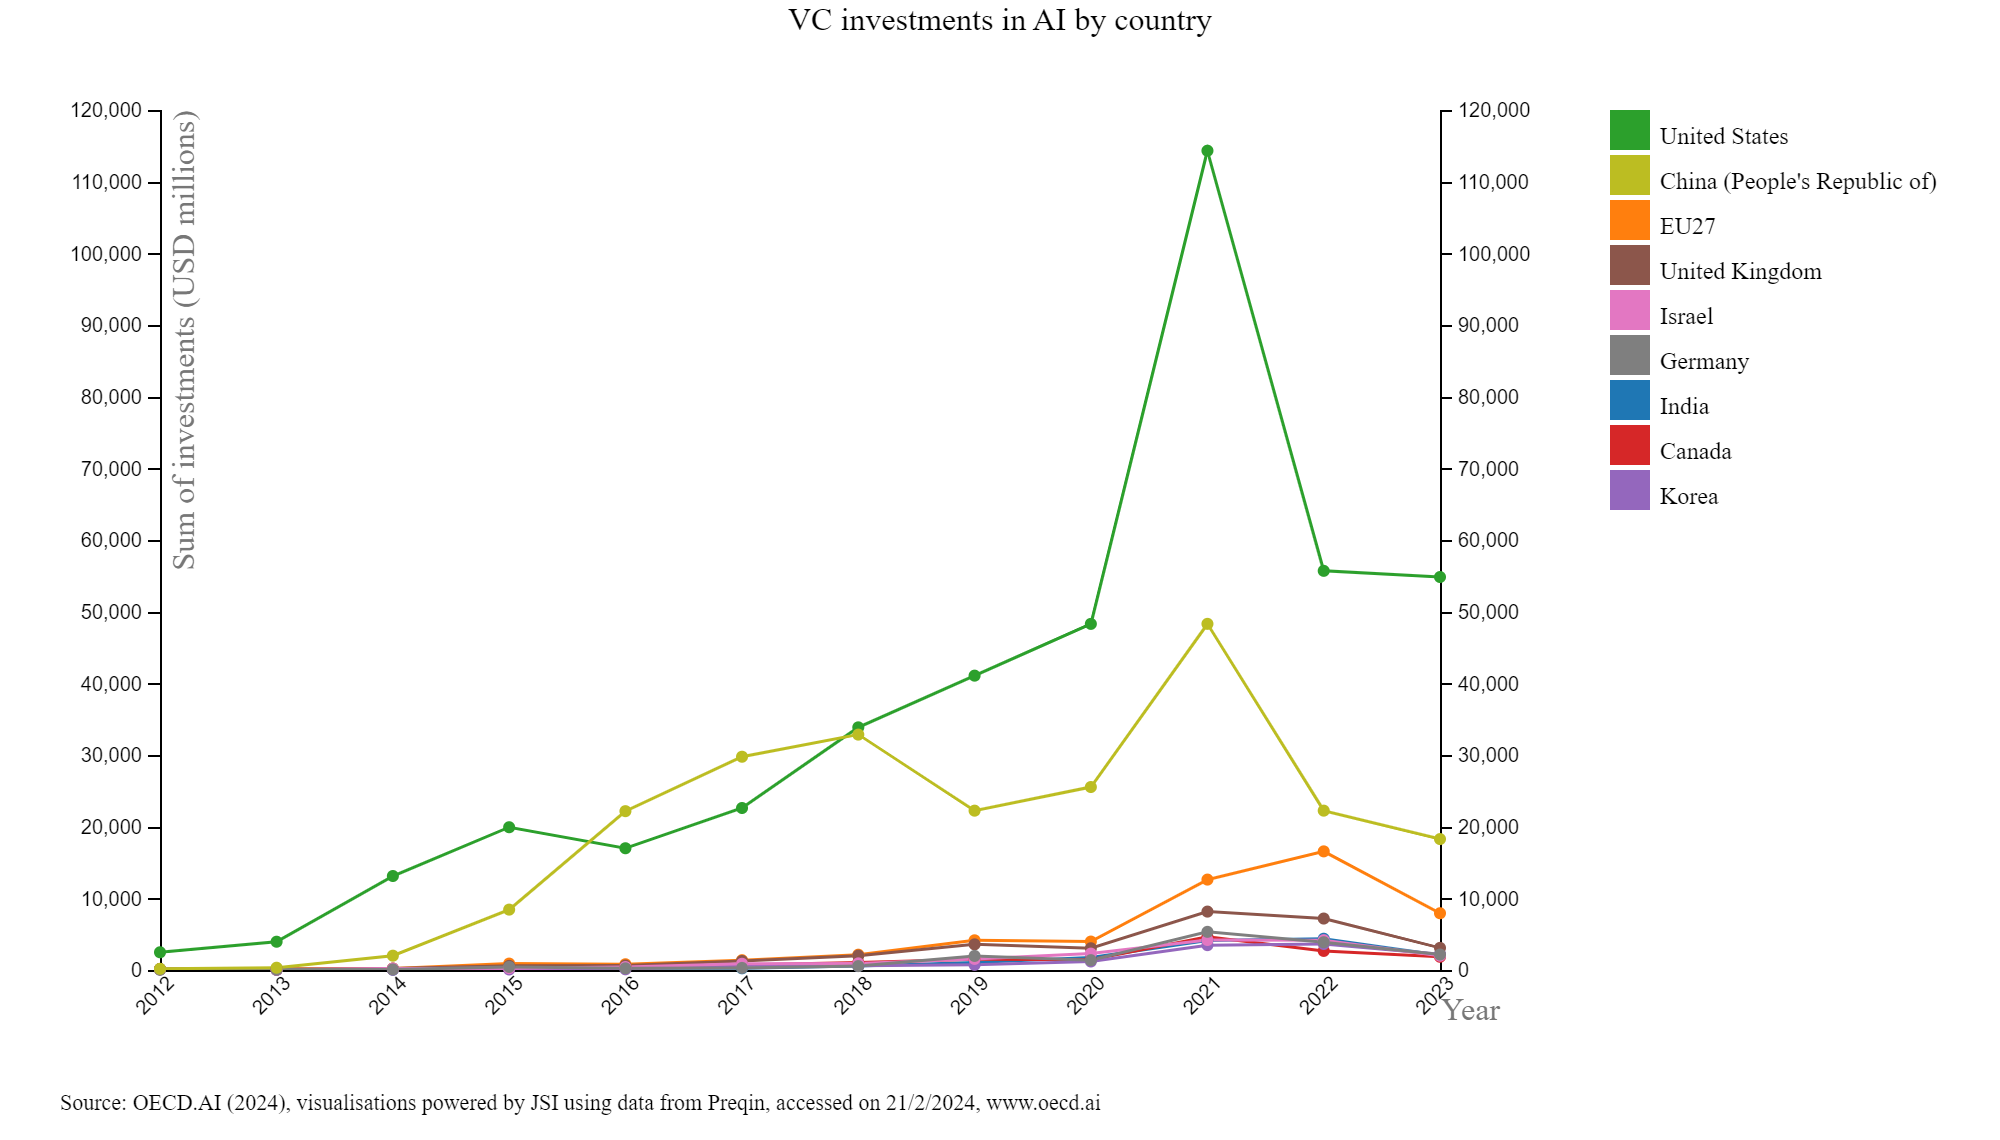 VC investments in AI by country
120,000
110,000
100,000
90,000
80,000
70,000
60,000
50,000
40,000
30,000
20,000
10,000
0
Sum of investments (USD millions)
120,000
110,000
100,000
90,000
80,000
70,000
60,000
50,000
40,000
30,000
20,000
10,000
0
United States
China (People's Republic of)
EU27
United Kingdom
Israel
Germany
India
Canada
Korea
2012
2013
2014
2015
2016
2017
2018
2019
2020
2021
2022
2023
Year
Source: OECD.AI (2024), visualisations powered by JSI using data from Preqin, accessed on 21/2/2024, www.oecd.ai